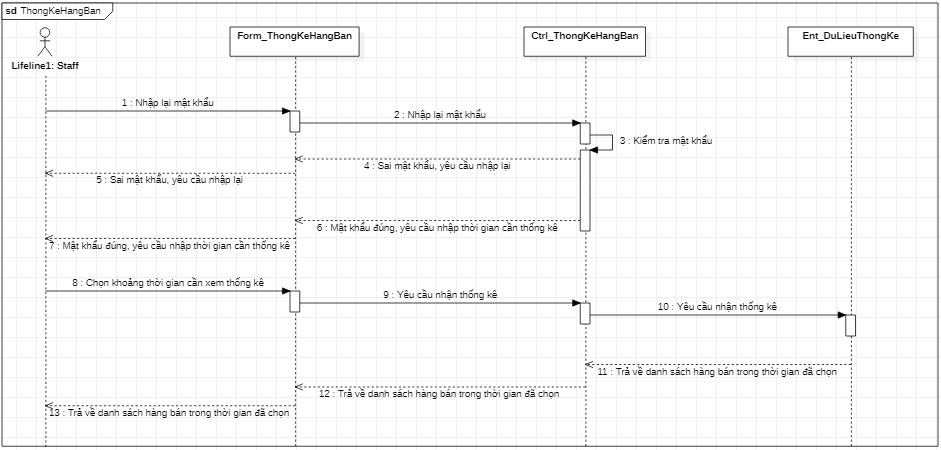 sd ThongKeHangBan
Form_ThongKeHangBan
Ctrl_ThongKeHangBan
Ent_DuLieuThongKe
Lifeline1: Staff
1 : Nhập lại mật khẩu
2 : Nhập lại mật khẩu
3 : Kiểm tra mật khẩu
4 : Sai mật khẩu, yêu cầu nhập lại
5 : Sai mật khẩu, yêu cầu nhập lại
6 : Mật khẩu đúng, yêu cầu nhập thời gian cần thống kê
7 : Mật khẩu đúng, yêu cầu nhập thời gian cần thống kê
8 : Chọn khoảng thời gian cần xem thống kê
9 : Yêu cầu nhận thống kê
10 : Yêu cầu nhận thống kê
11 : Trả về danh sách hàng bán trong thời gian đã chọn
12 : Trả về danh sách hàng bán trong thời gian đã chọn
13 : Trả về danh sách hàng bán trong thời gian đã chọn